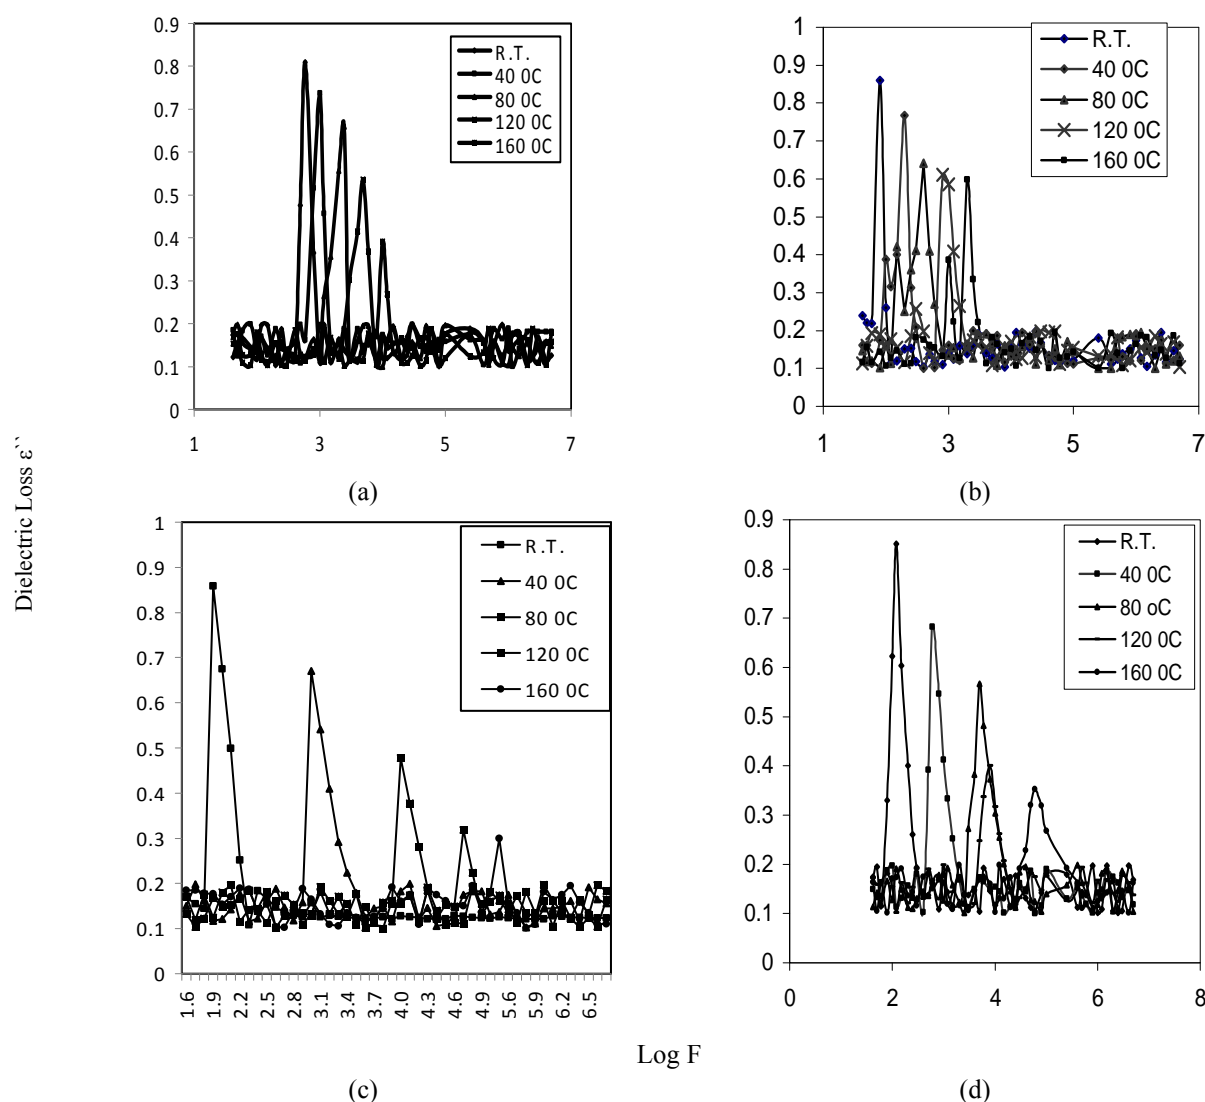 0.9
0.8
0.7
0.6
0.5
0.4
0.3
0.2
0.1
0
1 3 5 7
R.T.
40 0C
80 0C
120 0C
160 0C
(a)
1
0.9
0.8
0.7
0.6
0.5
0.4
0.3
0.2
0.1
0
1 3 5 7
R.T.
40 0C
80 0C
120 0C
160 0C
(b)
Dielectric Loss ε``
1
0.9
0.8
0.7
0.6
0.5
0.4
0.3
0.2
0.1
0
1.6 1.9 2.2 2.5 2.8 3.1 3.4 3.7 4.0 4.3 4.6 4.9 5.6 5.9 6.2 6.5
R.T.
40 0C
80 0C
120 0C
160 0C
(c)
0.9
0.8
0.7
0.6
0.5
0.4
0.3
0.2
0.1
0
0 2 4 6 8
R.T.
40 0C
80 oC
120 0C
160 0C
Log F
(d)